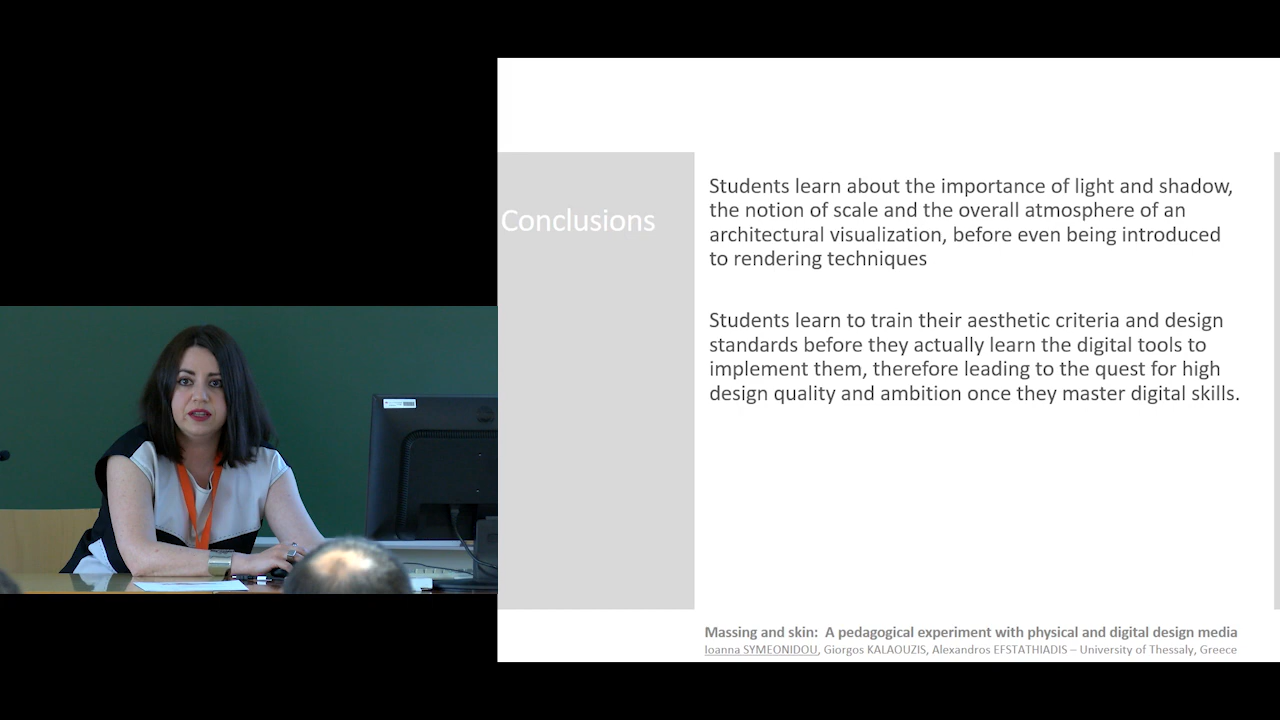 Conclusions
Students learn about the importance of light and shadow,
the notion of scale and the overall atmosphere of an
architectural visualization, before even being introduced
to rendering techniques
Students learn to train their aesthetic criteria and design
standards before they actually learn the digital tools to
implement them, therefore leading to the quest for high
design quality and ambition once they master digital skills.
Massing and skin:  A pedagogical experiment with physical and digital design media
Ioanna SYMEONIDOU, Giorgos KALAOUZIS, Alexandros EFSTATHIADIS – University of Thessaly, Greece